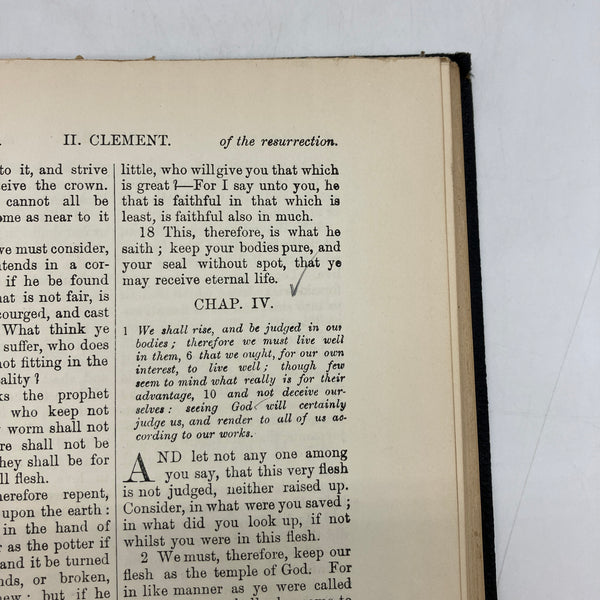 II. CLEMENT. of the resurrection.
to it, and strive
eive the crown.
cannot all be
ome as near to it
ve must consider,
tends in a cor-
if he be found
hat is not fair, is
courged, and cast
What think ye
suffer, who does
not fitting in the
ality?
ks the prophet
who keep not
worm shall not
re shall not be
they shall be for
ll flesh.
herefore repent,
upon the earth:
in the hand of
r as the potter if
and it be turned
nds, or broken,
new: but if he
little, who will give you that which
is great?—For I say unto you, he
that is faithful in that which is
least, is faithful also in much.
18 This, therefore, is what he
saith; keep your bodies pure, and
your seal without spot, that ye
may receive eternal life.
CHAP. IV.
1 We shall rise, and be judged in our
bodies; therefore we must live well
in them, 6 that we ought, for our own
interest, to live well; though few
seem to mind what really is for their
advantage, 10 and not deceive our-
selves: seeing God will certainly
judge us, and render to all of us ac-
cording to our works.
AND let not any one among
you say, that this very flesh
is not judged, neither raised up.
Consider, in what were you saved;
in what did you look up, if not
whilst you were in this flesh.
2 We must, therefore, keep our
flesh as the temple of God. For
in like manner as ye were called